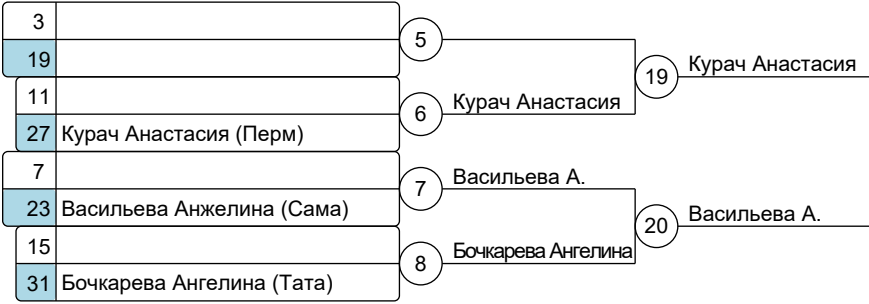 3
19
5
11
27 Курач Анастасия (Перм)
6 Курач Анастасия
19 Курач Анастасия
7
23 Васильева Анжелина (Сама)
7 Васильева А.
15
31 Бочкарева Ангелина (Тата)
8 Бочкарева Ангелина
20 Васильева А.